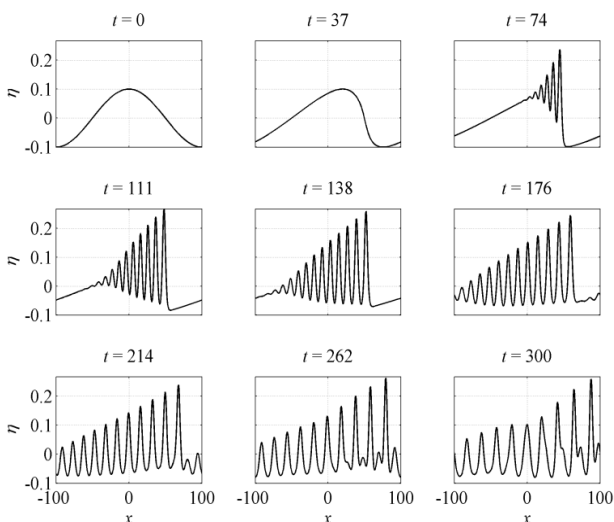 t = 0
t = 37
t = 74
0.2
0.1
0
-0.1
η
t = 111
t = 138
t = 176
0.2
0.1
0
-0.1
η
t = 214
t = 262
t = 300
0.2
0.1
0
-0.1
η
-100 0 100
-100 0 100
-100 0 100
x
x
x